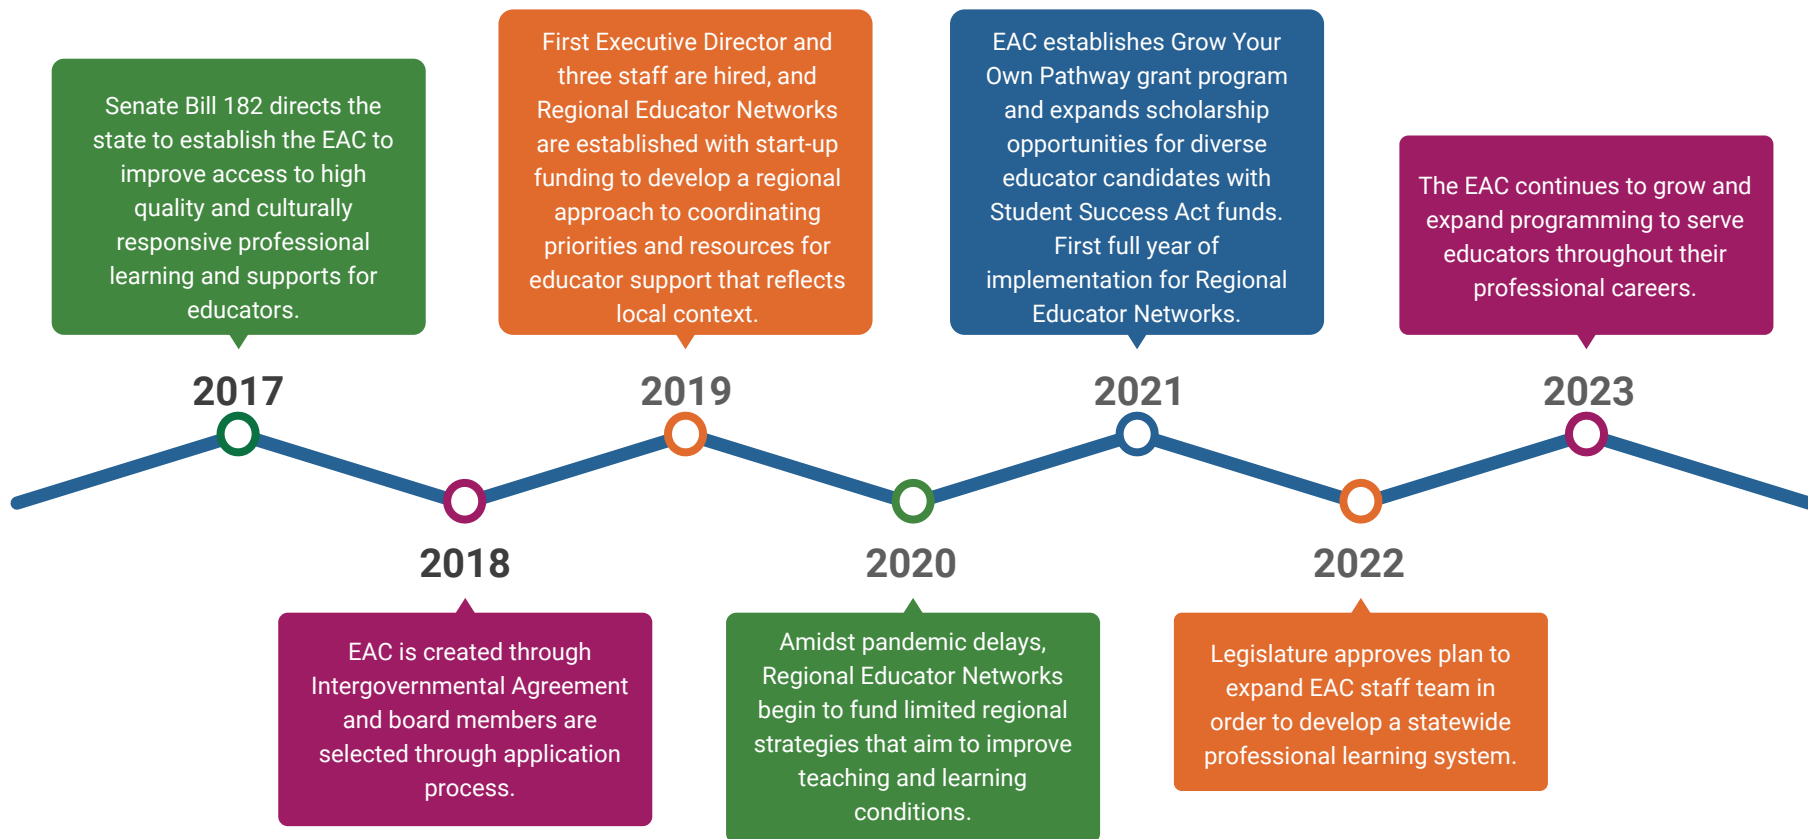 Senate Bill 182 directs the
state to establish the EAC to
improve access to high
quality and culturally
responsive professional
learning and supports for
educators.
2017
EAC is created through
Intergovernmental Agreement
and board members are
selected through application
process.
2018
First Executive Director and
three staff are hired, and
Regional Educator Networks
are established with start-up
funding to develop a regional
approach to coordinating
priorities and resources for
educator support that reflects
local context.
2019
Amidst pandemic delays,
Regional Educator Networks
begin to fund limited regional
strategies that aim to improve
teaching and learning
conditions.
2020
EAC establishes Grow Your
Own Pathway grant program
and expands scholarship
opportunities for diverse
educator candidates with
Student Success Act funds.
First full year of
implementation for Regional
Educator Networks.
2021
Legislature approves plan to
expand EAC staff team in
order to develop a statewide
professional learning system.
2022
The EAC continues to grow and
expand programming to serve
educators throughout their
professional careers.
2023